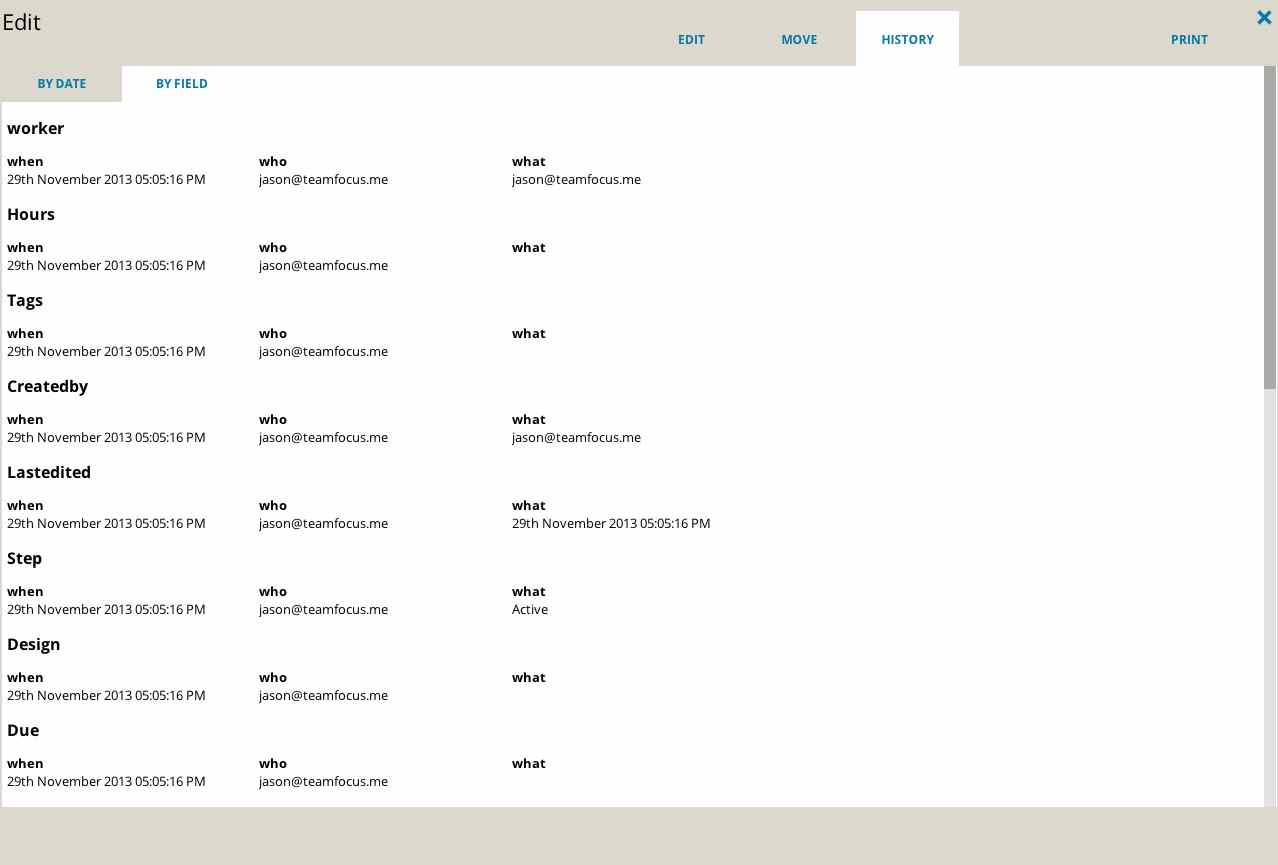 Edit
EDIT MOVE HISTORY PRINT
BY DATE BY FIELD
worker
when who what
29th November 2013 05:05:16 PM jason@teamfocus.me jason@teamfocus.me
Hours
when who what
29th November 2013 05:05:16 PM jason@teamfocus.me
Tags
when who what
29th November 2013 05:05:16 PM jason@teamfocus.me
Createdby
when who what
29th November 2013 05:05:16 PM jason@teamfocus.me jason@teamfocus.me
Lastedited
when who what
29th November 2013 05:05:16 PM jason@teamfocus.me 29th November 2013 05:05:16 PM
Step
when who what
29th November 2013 05:05:16 PM jason@teamfocus.me Active
Design
when who what
29th November 2013 05:05:16 PM jason@teamfocus.me
Due
when who what
29th November 2013 05:05:16 PM jason@teamfocus.me